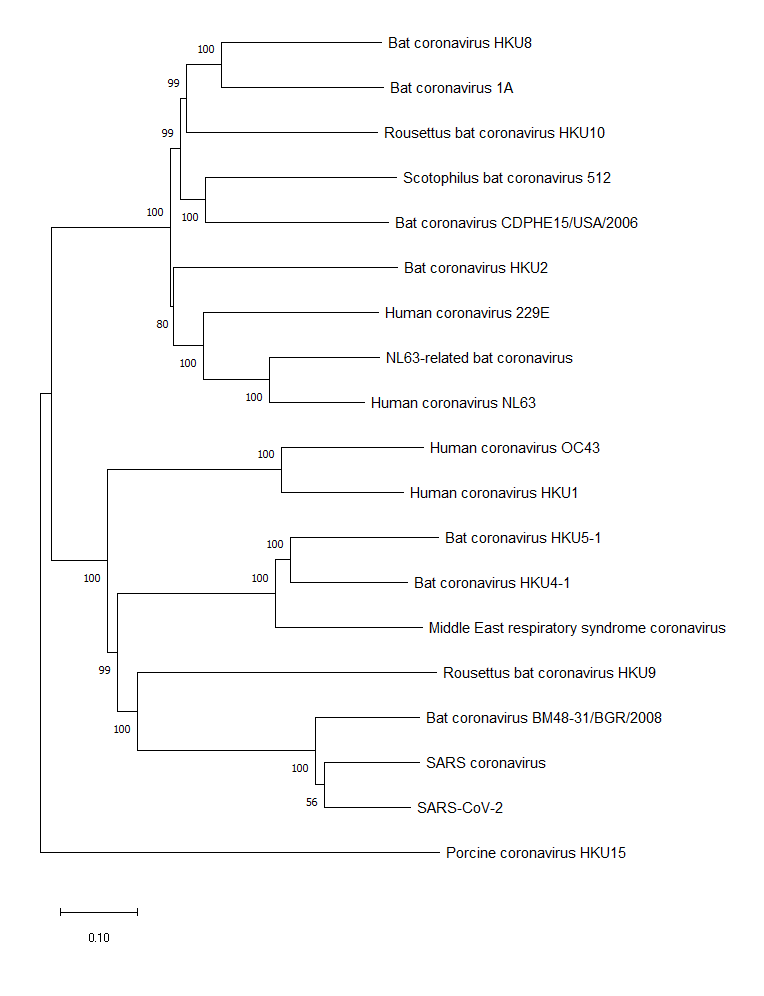 100
Bat coronavirus HKU8
99
Bat coronavirus 1A
99
Rousettus bat coronavirus HKU10
Scotophilus bat coronavirus 512
100
100
Bat coronavirus CDPHE15/USA/2006
Bat coronavirus HKU2
80
Human coronavirus 229E
100
NL63-related bat coronavirus
100
Human coronavirus NL63
100
Human coronavirus OC43
Human coronavirus HKU1
100
Bat coronavirus HKU5-1
100
100
Bat coronavirus HKU4-1
Middle East respiratory syndrome coronavirus
99
Rousettus bat coronavirus HKU9
100
Bat coronavirus BM48-31/BGR/2008
100
SARS coronavirus
56
SARS-CoV-2
Porcine coronavirus HKU15
0.10